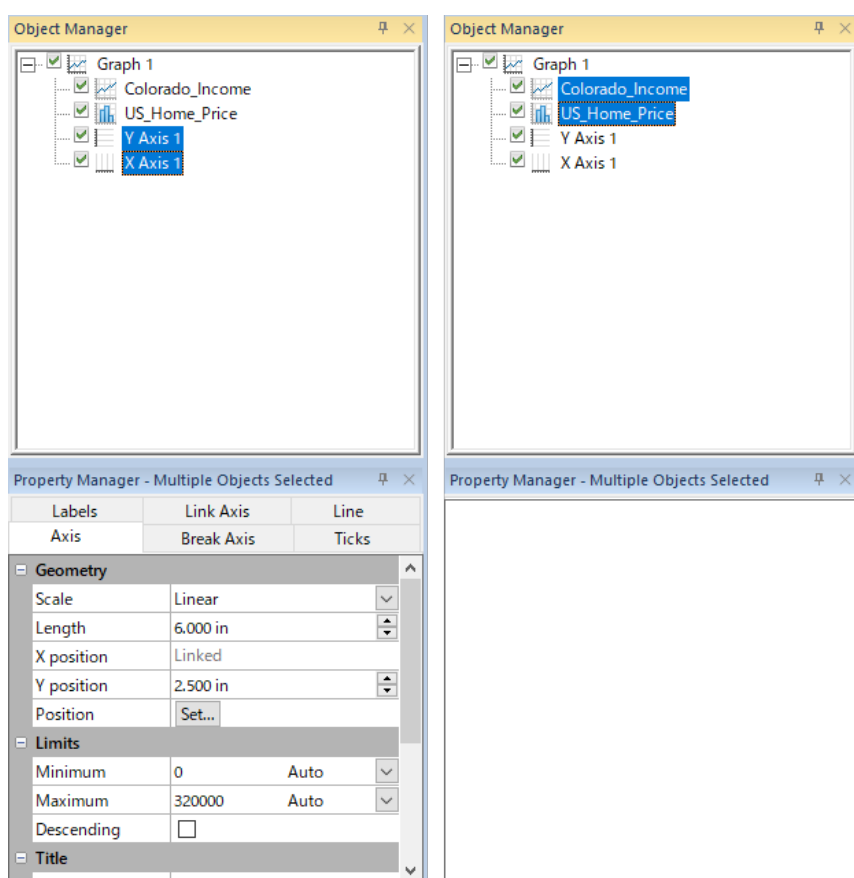 Object Manager
Graph 1
Colorado_Income
US_Home_Price
Y Axis 1
X Axis 1
Property Manager - Multiple Objects Selected
Labels Link Axis Line
Axis Break Axis Ticks
Geometry
Scale Linear
Length 6.000 in
X position Linked
Y position 2.500 in
Position Set...
Limits
Minimum 0 Auto
Maximum 320000 Auto
Descending
Title
Object Manager
Graph 1
Colorado_Income
US_Home_Price
Y Axis 1
X Axis 1
Property Manager - Multiple Objects Selected